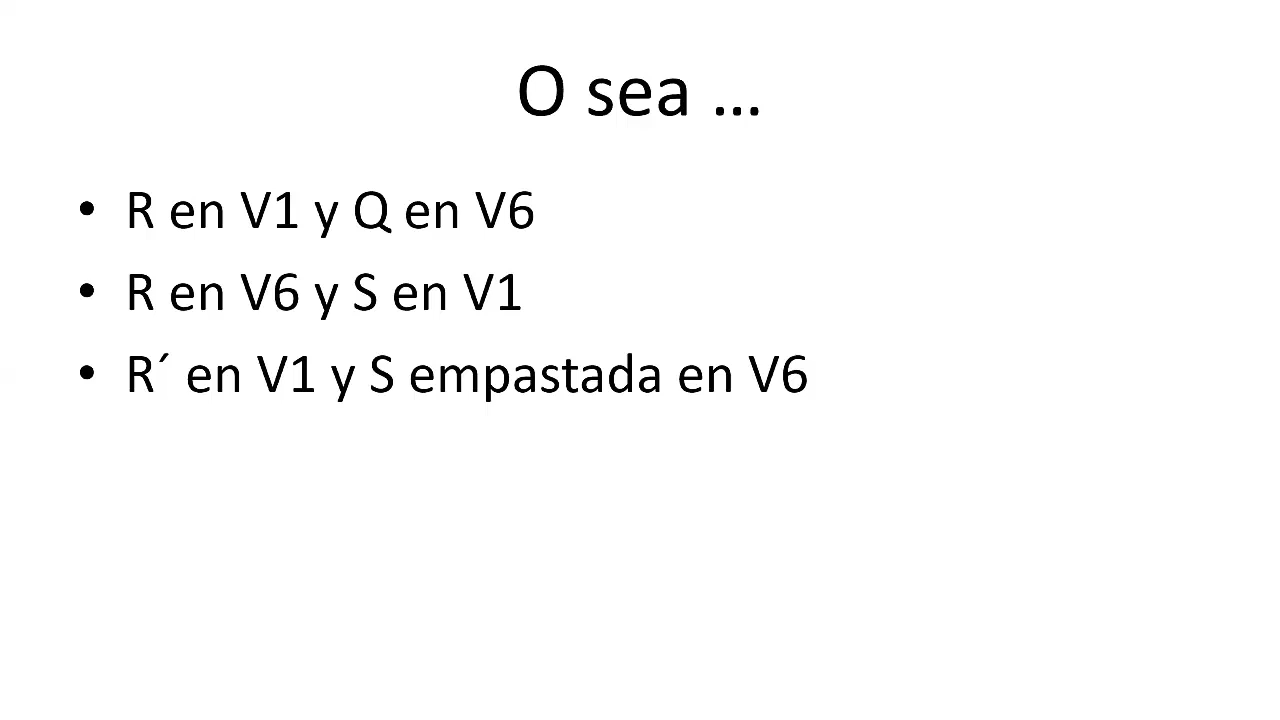 O sea …
• R en V1 y Q en V6
• R en V6 y S en V1
• R´ en V1 y S empastada en V6